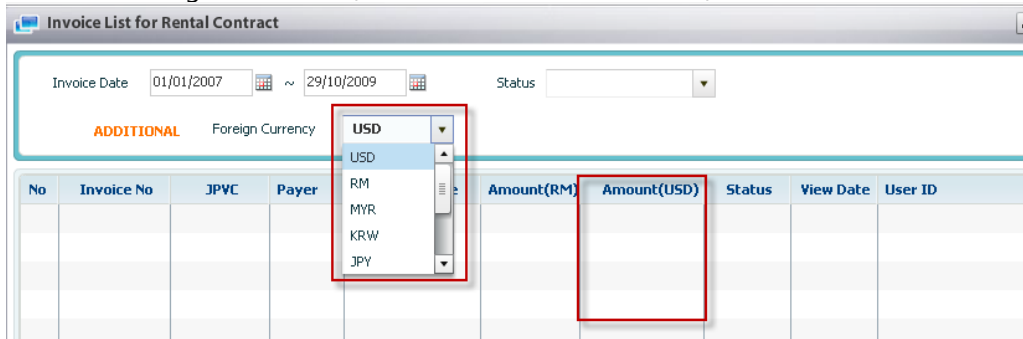 Invoice List for Rental Contract
Invoice Date 01/01/2007 ~ 29/10/2009 Status
ADDITIONAL Foreign Currency USD
No Invoice No JPVC Payer Amount(RM) Amount(USD) Status View Date User ID
USD
RM
MYR
KRW
JPY